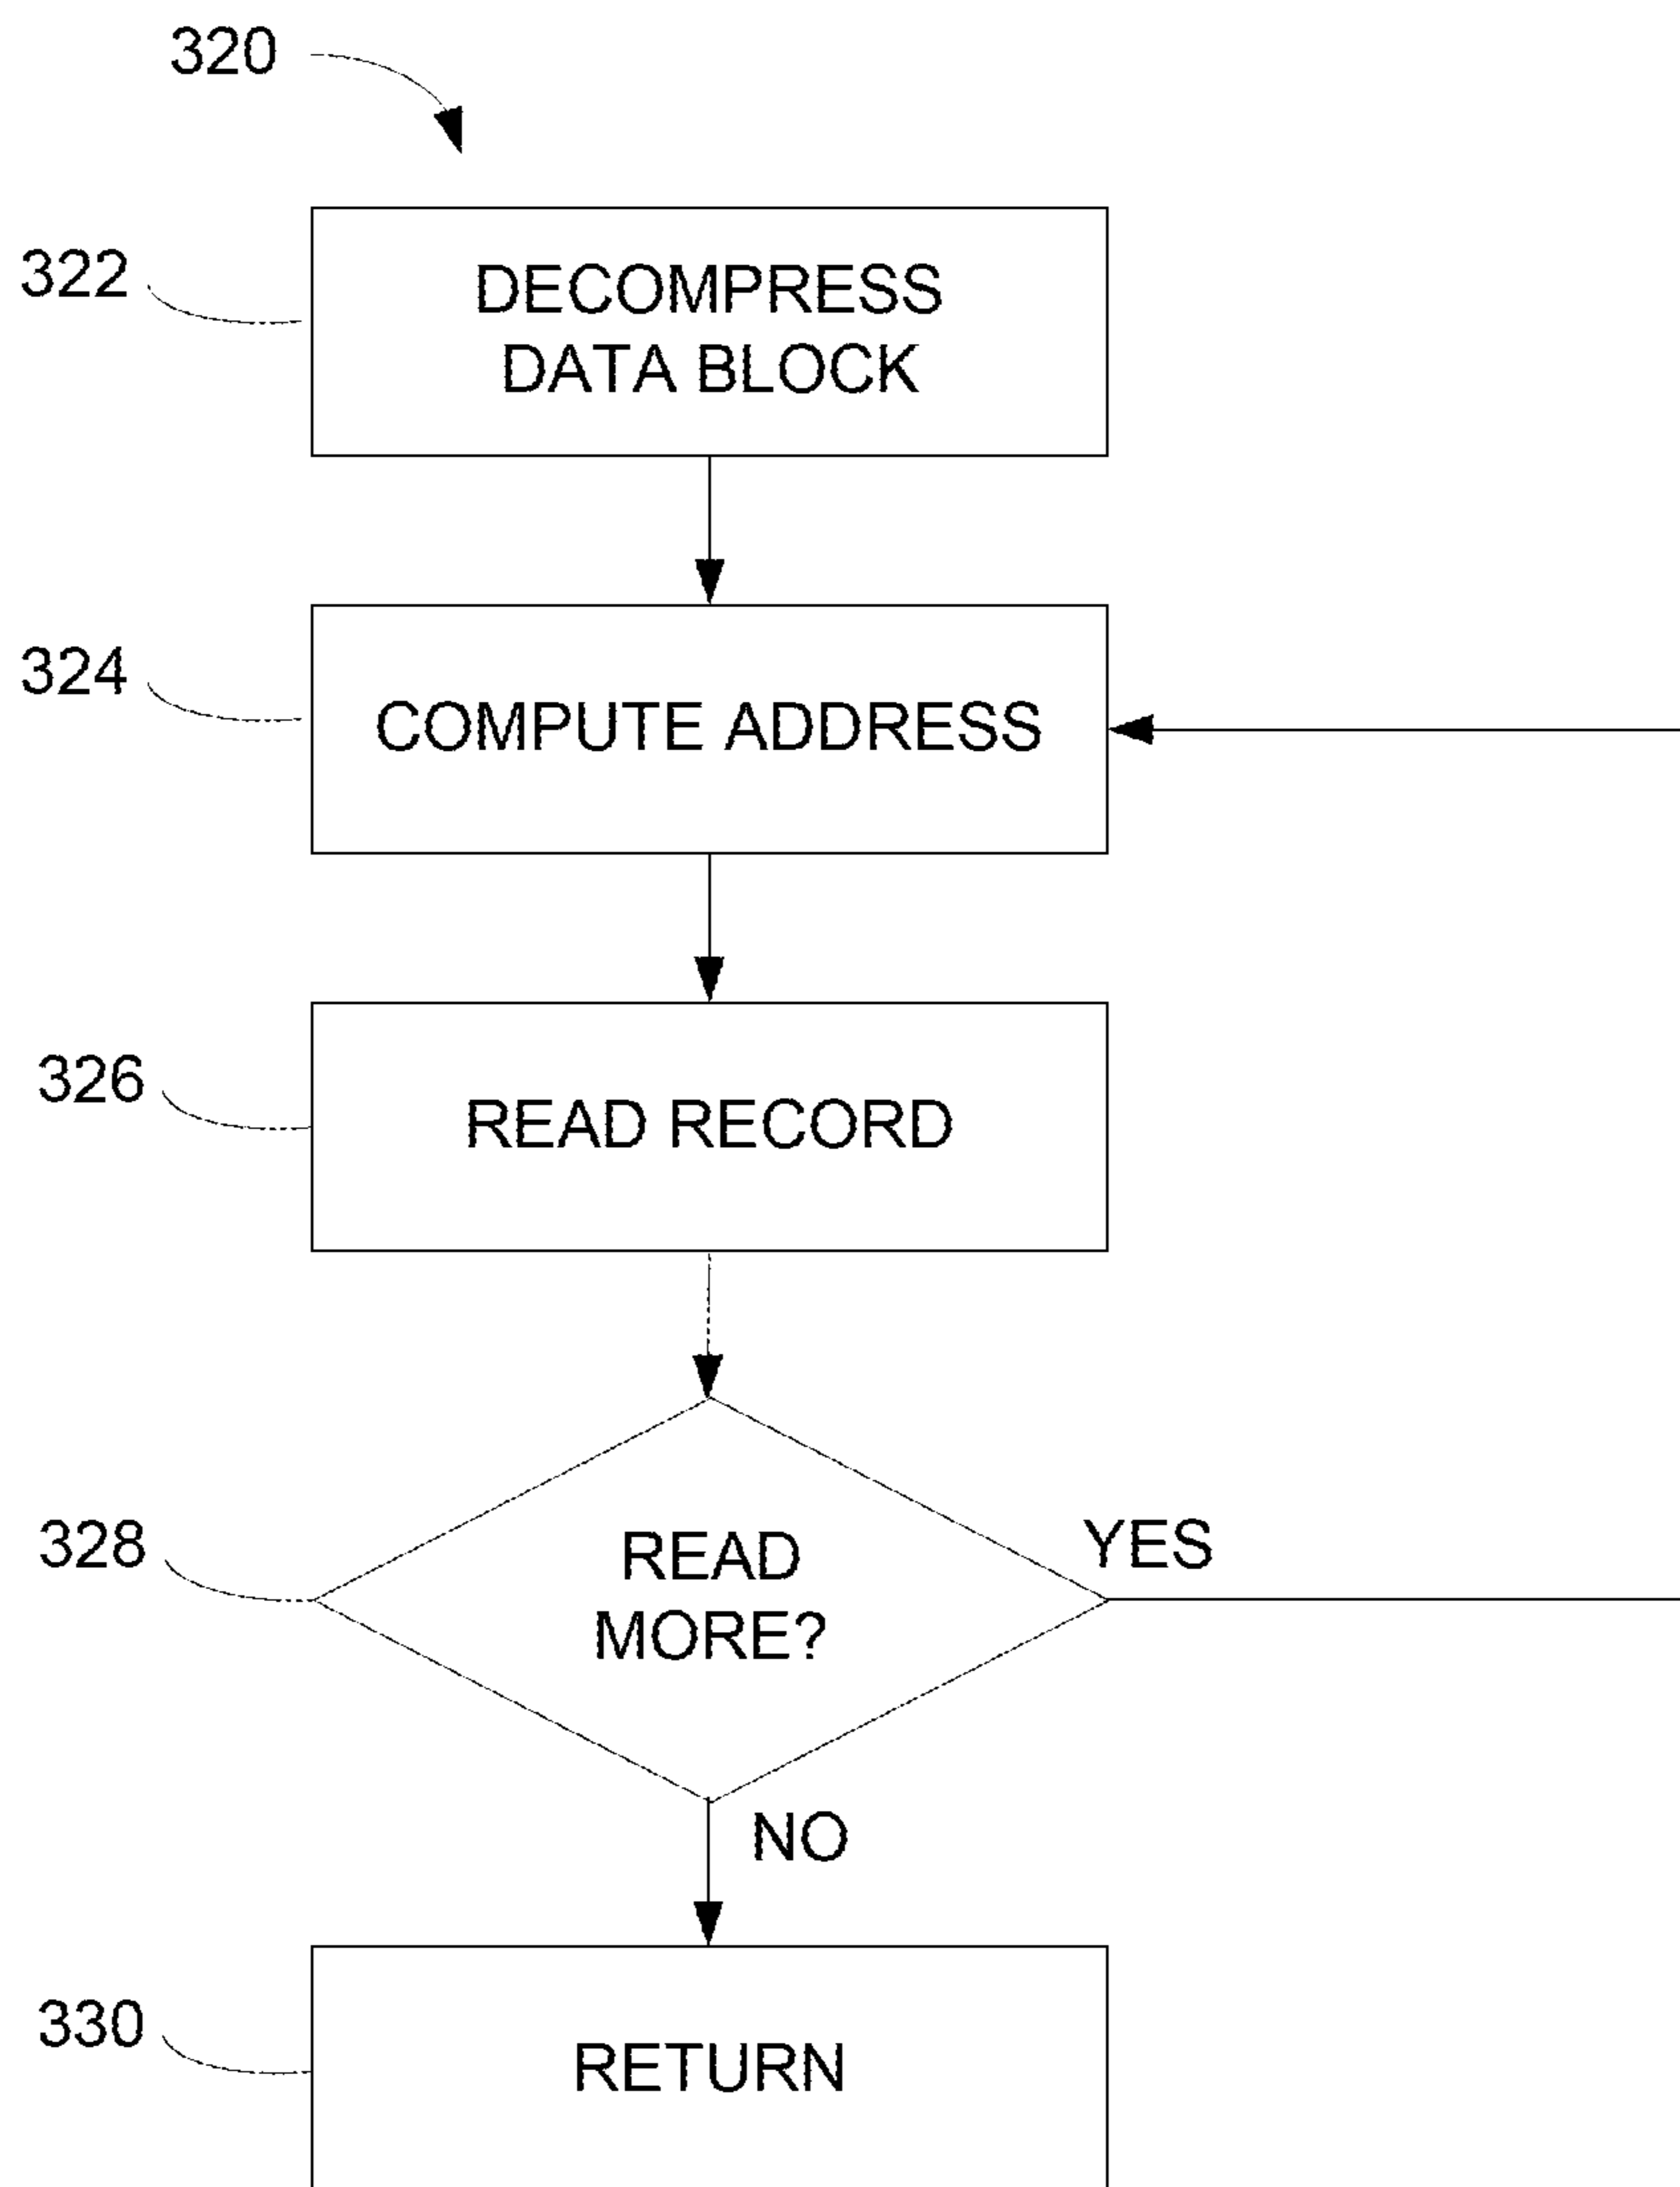 320
322
DECOMPRESS
DATA BLOCK
324
COMPUTE ADDRESS
326
READ RECORD
328
READ
MORE?
YES
NO
330
RETURN